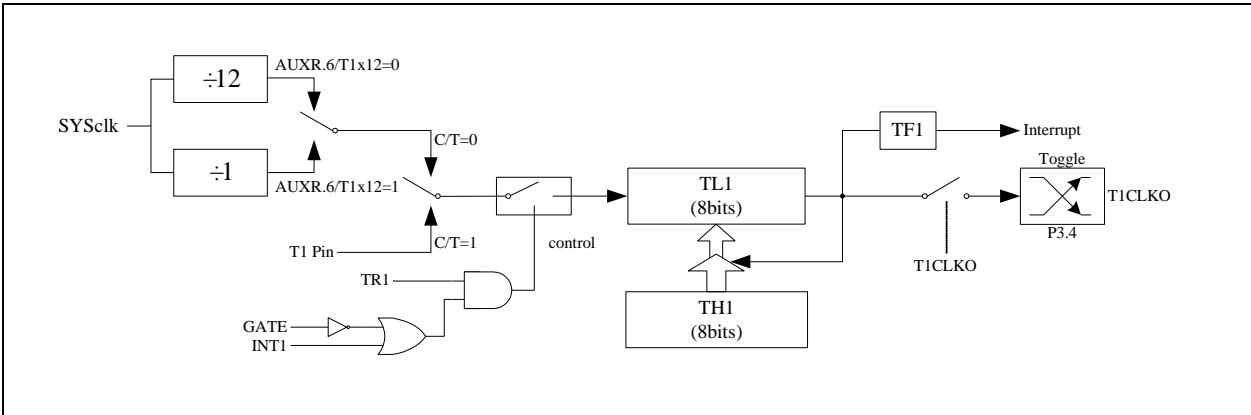 ÷12
AUXR.6/T1x12=0
SYSclk
C/T=0
÷1
AUXR.6/T1x12=1
T1 Pin
C/T=1
control
TR1
GATE
INT1
TL1
(8bits)
TH1
(8bits)
TF1
Interrupt
Toggle
T1CLKO
P3.4
T1CLKO